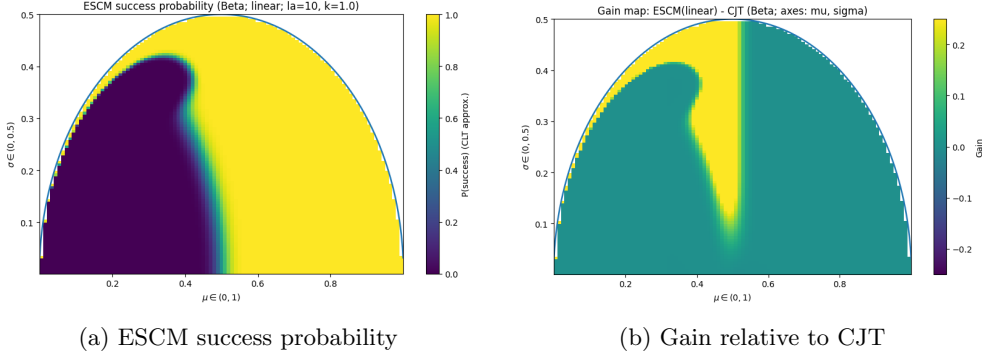 ESCM success probability (Beta; linear; la=10, k=1.0)
0.5
0.4
0.3
0.2
0.1
σ∈(0, 0.5)
0.2
0.4
0.6
0.8
μ∈(0, 1)
1.0
0.8
0.6
0.4
0.2
0.0
P(success) (CLT approx.)
(a) ESCM success probability
Gain map: ESCM(linear) - CJT (Beta; axes: mu, sigma)
0.5
0.4
0.3
0.2
0.1
σ∈(0, 0.5)
0.2
0.4
0.6
0.8
μ∈(0, 1)
0.2
0.1
0.0
−0.1
−0.2
Gain
(b) Gain relative to CJT